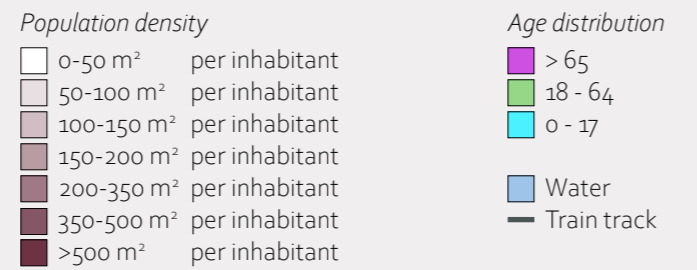 Population density
0-50 m² per inhabitant
50-100 m² per inhabitant
100-150 m² per inhabitant
150-200 m² per inhabitant
200-350 m² per inhabitant
350-500 m² per inhabitant
>500 m² per inhabitant
Age distribution
> 65
18 - 64
0 - 17
Water
Train track